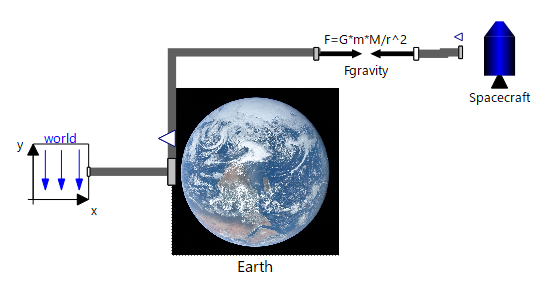 F=G*m*M/r^2
Fgravity
Spacecraft
world
y
x
Earth